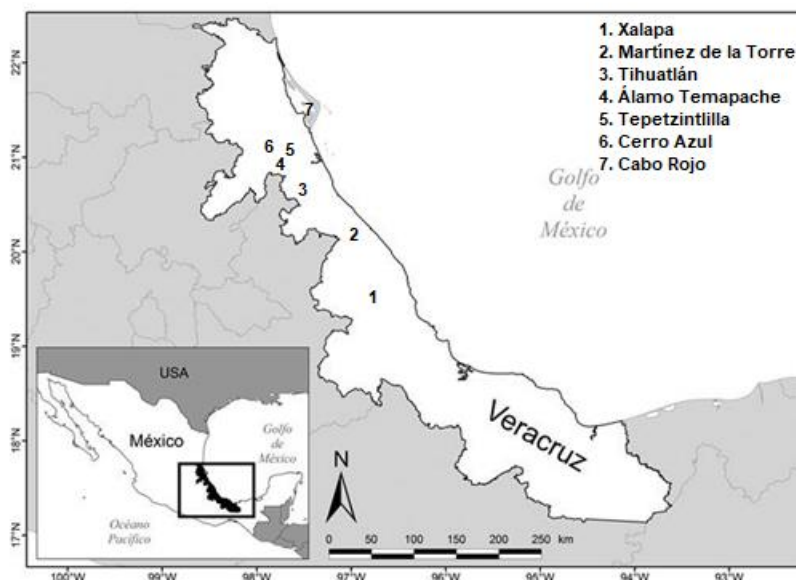 1. Xalapa
2. Martínez de la Torre
3. Tihuatlán
4. Álamo Temapache
5. Tepetzintlilla
6. Cerro Azul
7. Cabo Rojo
22°N
21°N
20°N
19°N
18°N
17°N
7
6
5
4
3
2
1
Golfo
de
México
Veracruz
USA
México
Golfo
de
México
Océano
Pacífico
N
0 50 100 150 200 250
km
100°W 99°W 98°W 97°W 96°W 95°W 94°W 93°W